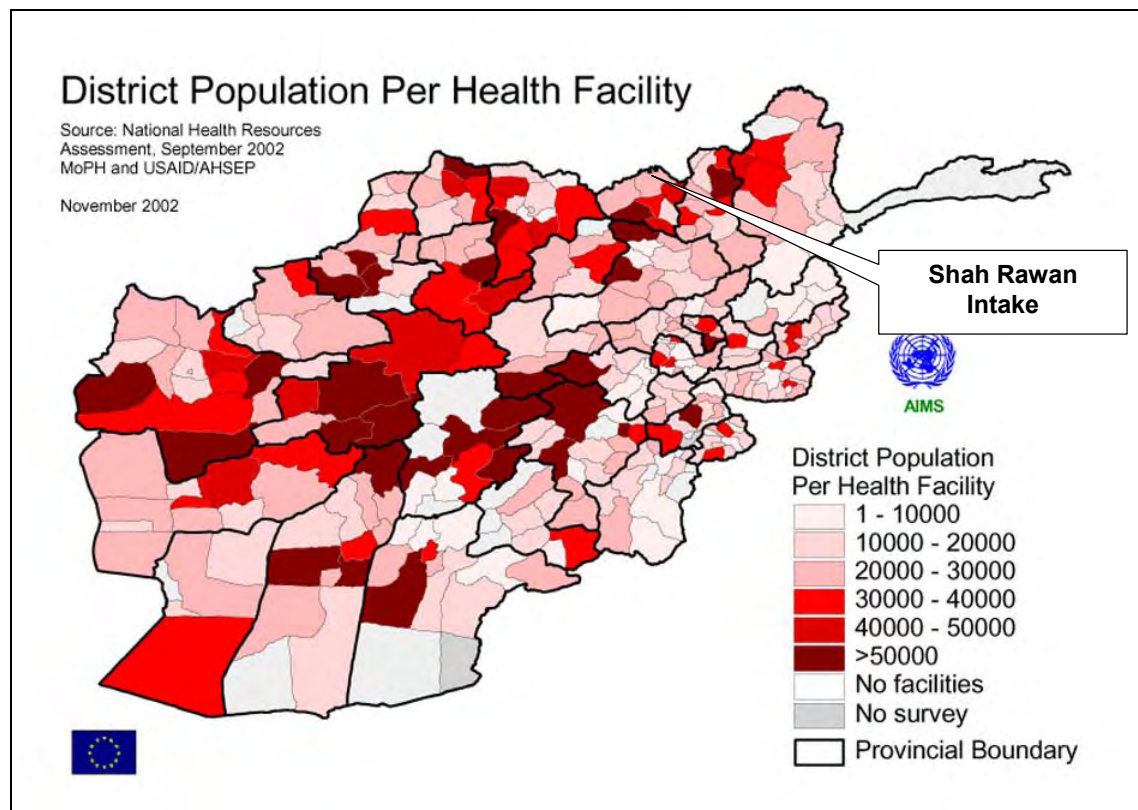 District Population Per Health Facility
Source: National Health Resources
Assessment, September 2002
MoPH and USAID/AHSEP
November 2002
Shah Rawan
Intake
AIMS
District Population
Per Health Facility
1 - 10000
10000 - 20000
20000 - 30000
30000 - 40000
40000 - 50000
>50000
No facilities
No survey
Provincial Boundary